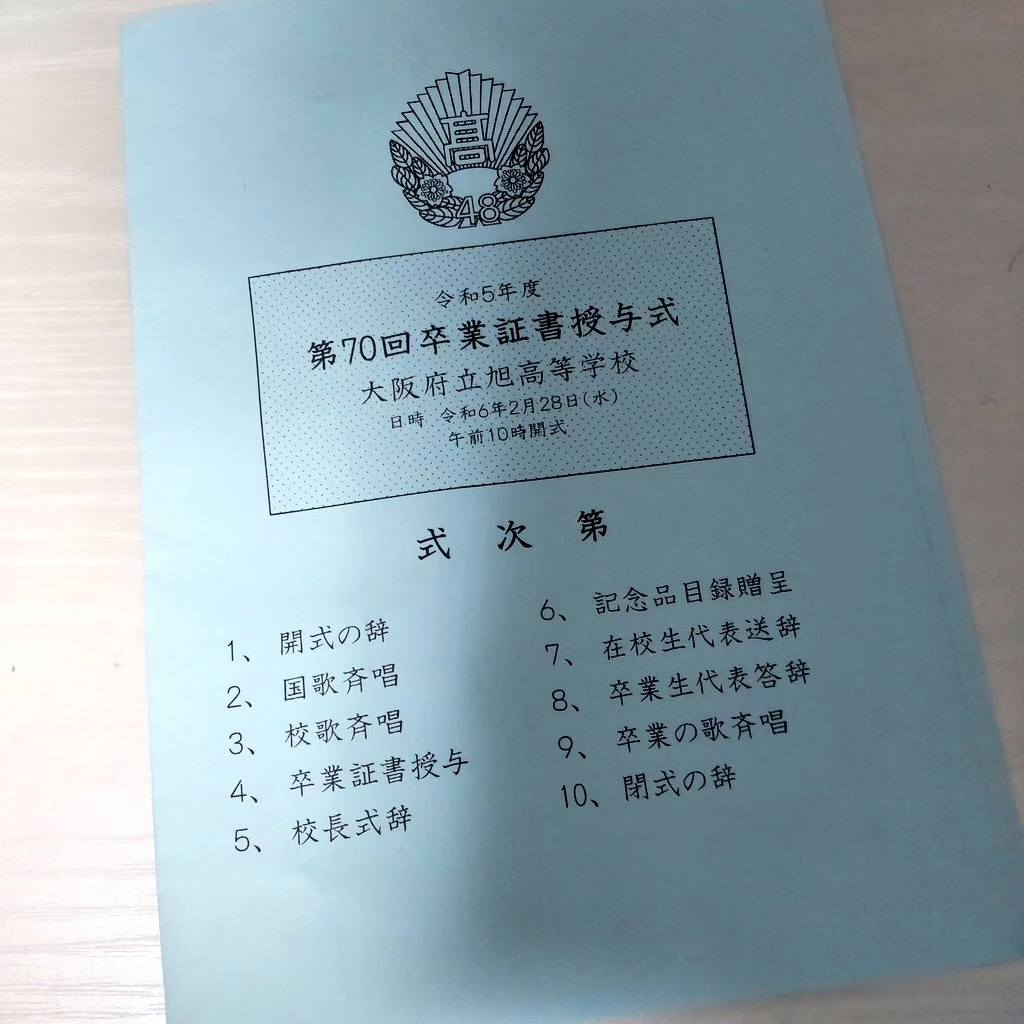 高
48
令和5年度
第70回卒業証書授与式
大阪府立旭高等学校
日時 令和6年2月28日(水)
午前10時開式
式次第
1、 開式の辞
2、 国歌斉唱
3、 校歌斉唱
4、 卒業証書授与
5、 校長式辞
6、 記念品目録贈呈
7、 在校生代表送辞
8、 卒業生代表答辞
9、 卒業の歌斉唱
10、 閉式の辞